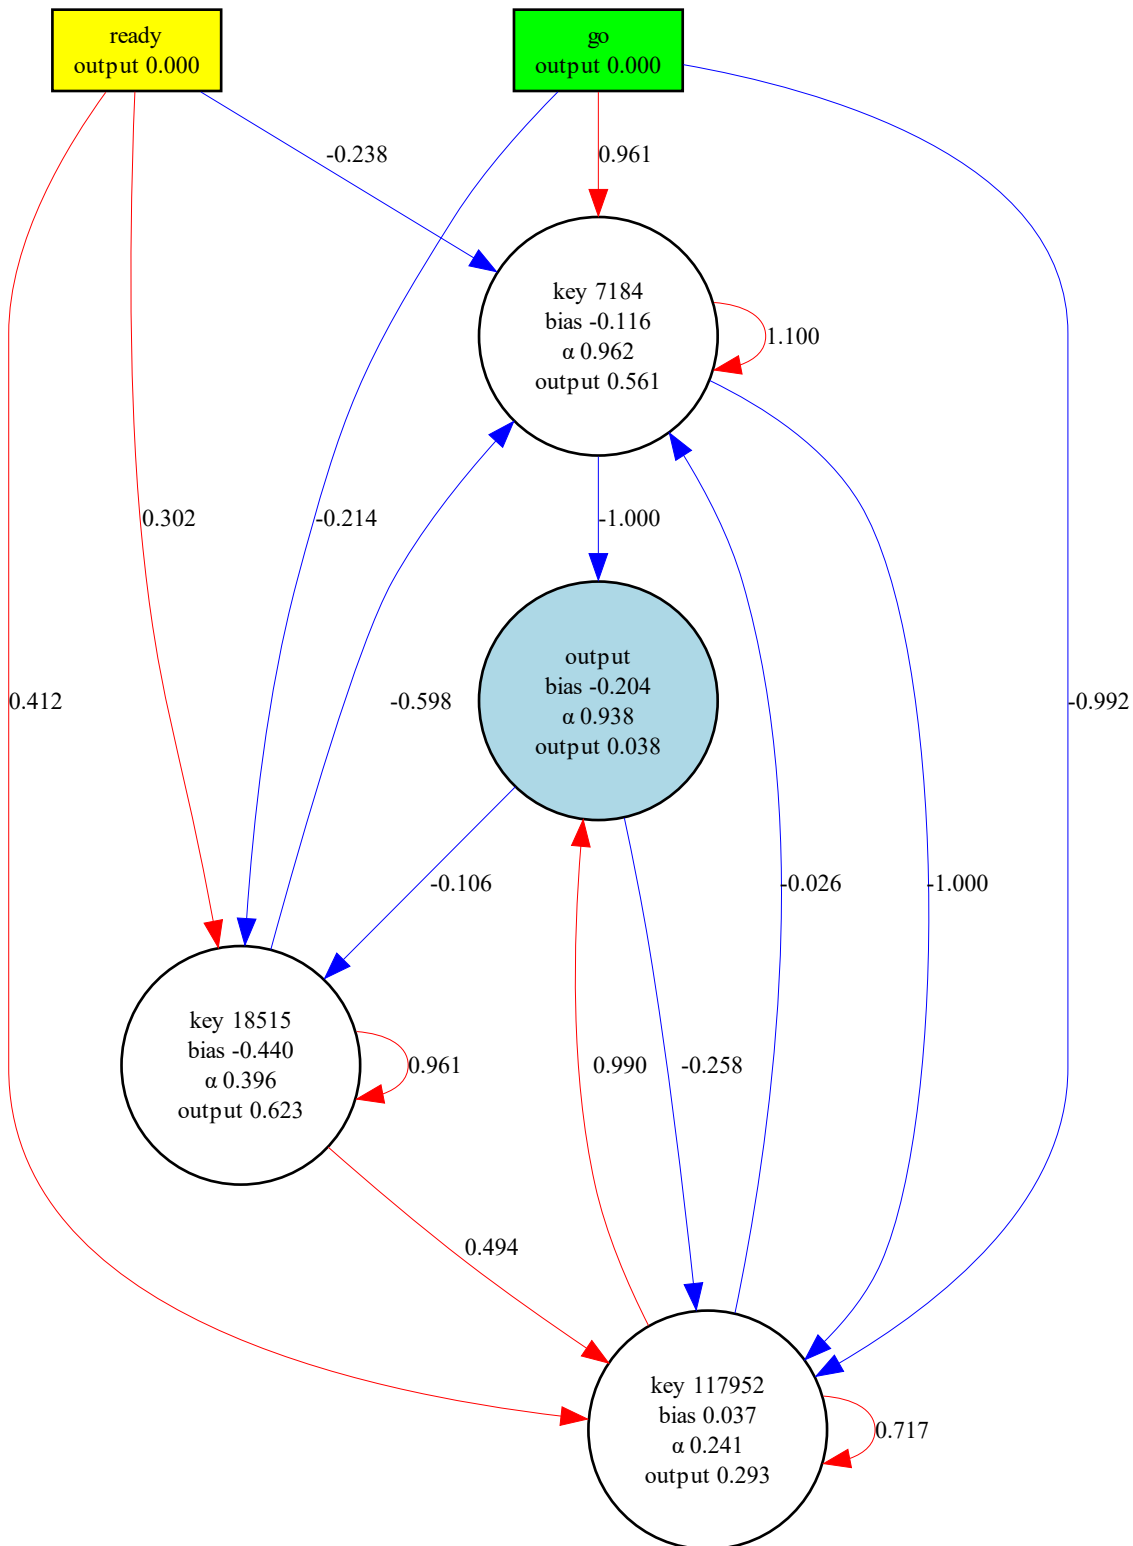 ready
output 0.000
go
output 0.000
-0.238
0.961
key 7184
bias -0.116
α 0.962
output 0.561
1.100
0.302
-0.214
-1.000
output
bias -0.204
α 0.938
output 0.038
0.412
-0.598
-0.992
-0.106
-0.026
-1.000
key 18515
bias -0.440
α 0.396
output 0.623
0.961
0.990
-0.258
0.494
key 117952
bias 0.037
α 0.241
output 0.293
0.717